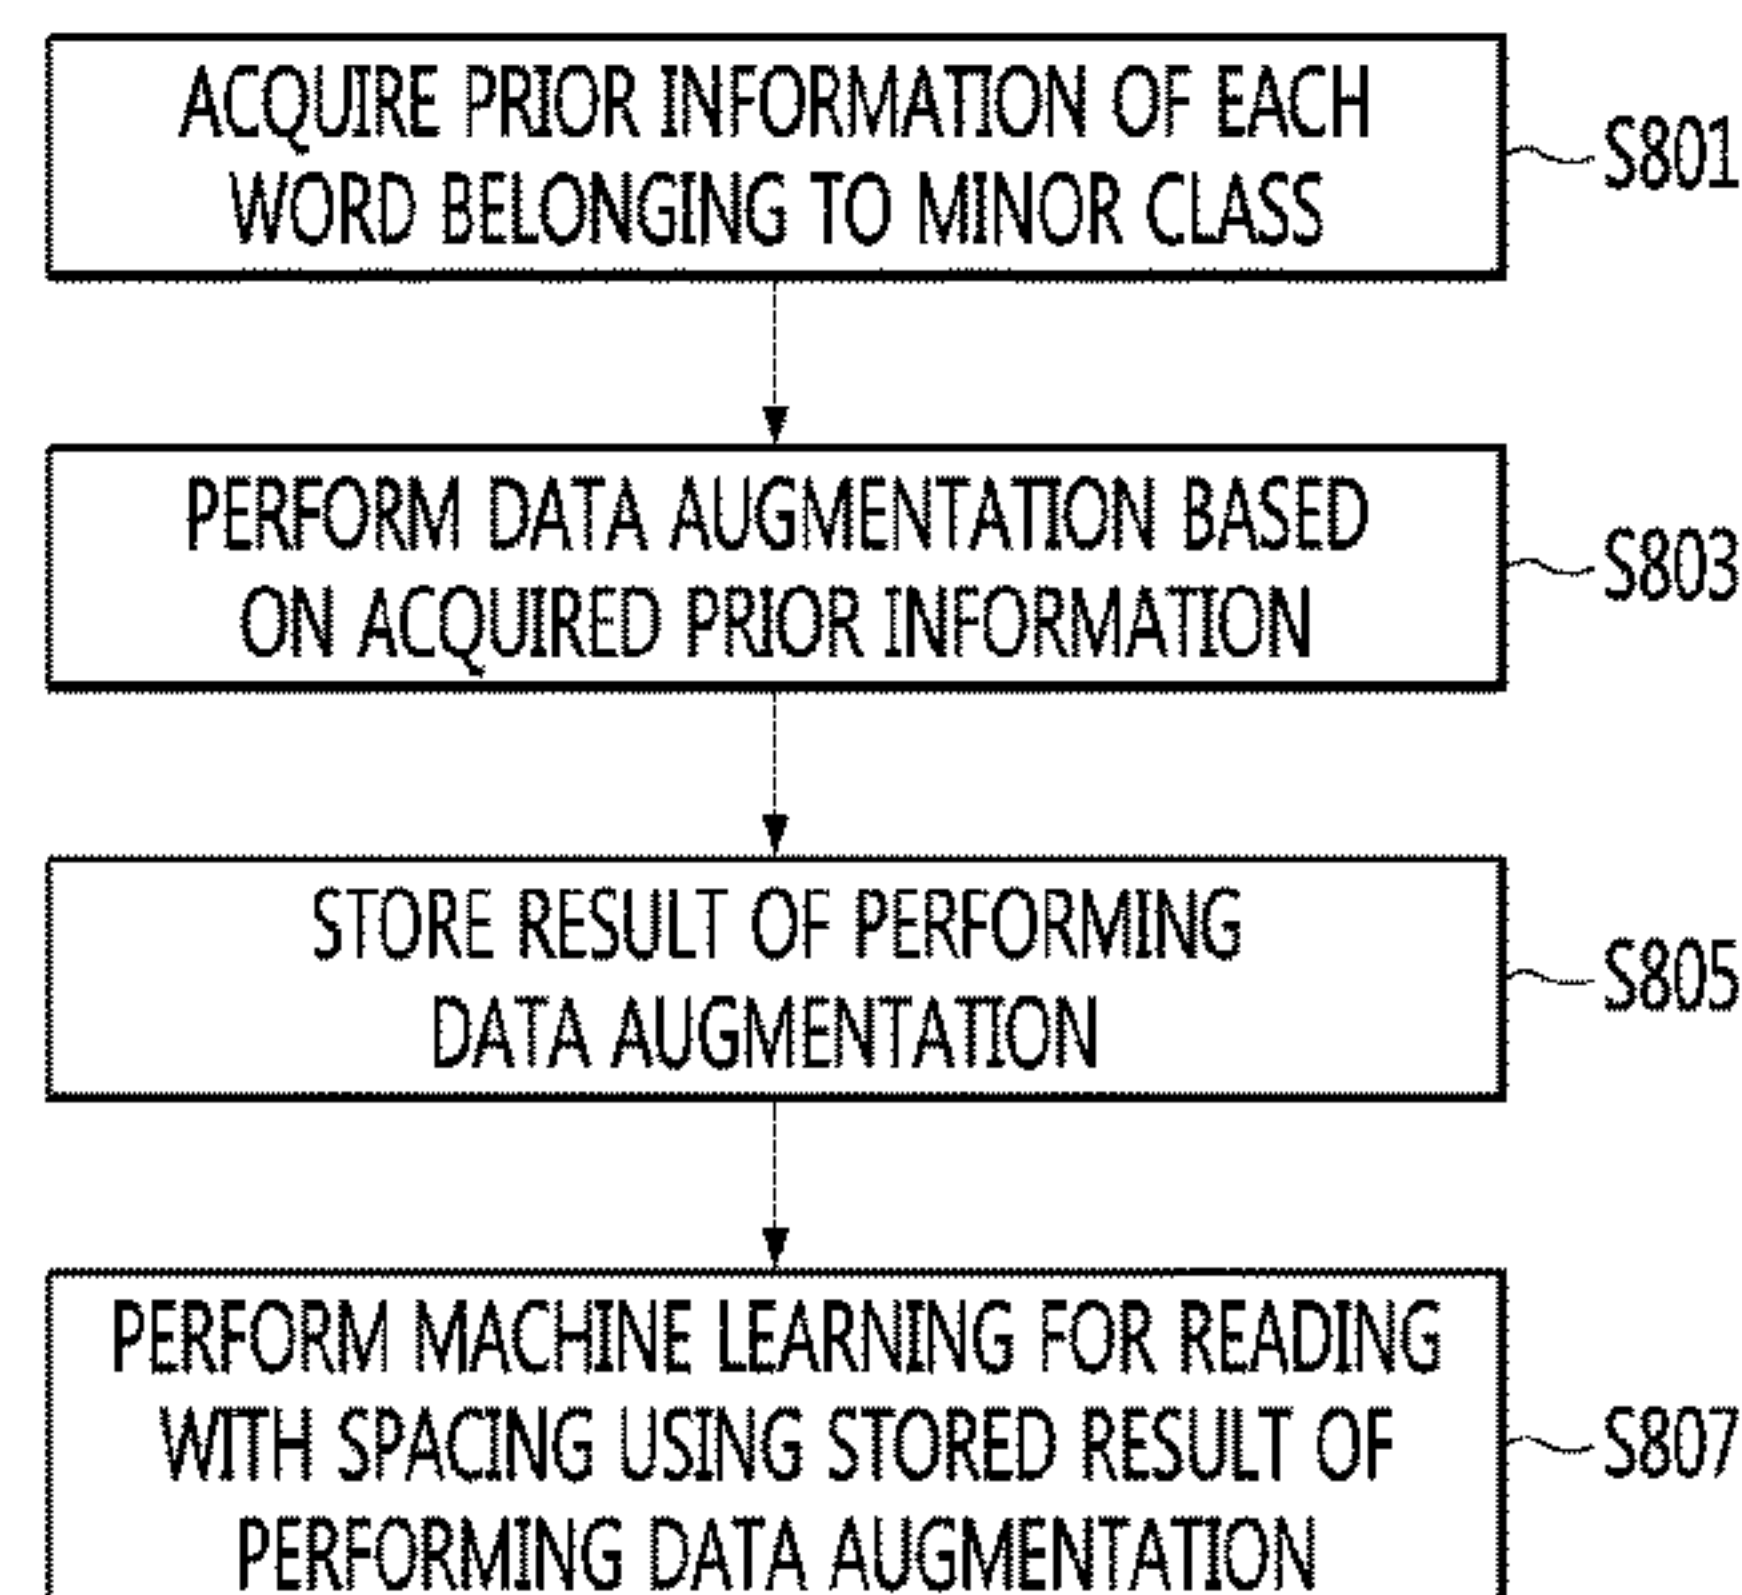 ACQUIRE PRIOR INFORMATION OF EACH
WORD BELONGING TO MINOR CLASS
S801
PERFORM DATA AUGMENTATION BASED
ON ACQUIRED PRIOR INFORMATION
S803
STORE RESULT OF PERFORMING
DATA AUGMENTATION
S805
PERFORM MACHINE LEARNING FOR READING
WITH SPACING USING STORED RESULT OF
PERFORMING DATA AUGMENTATION
S807